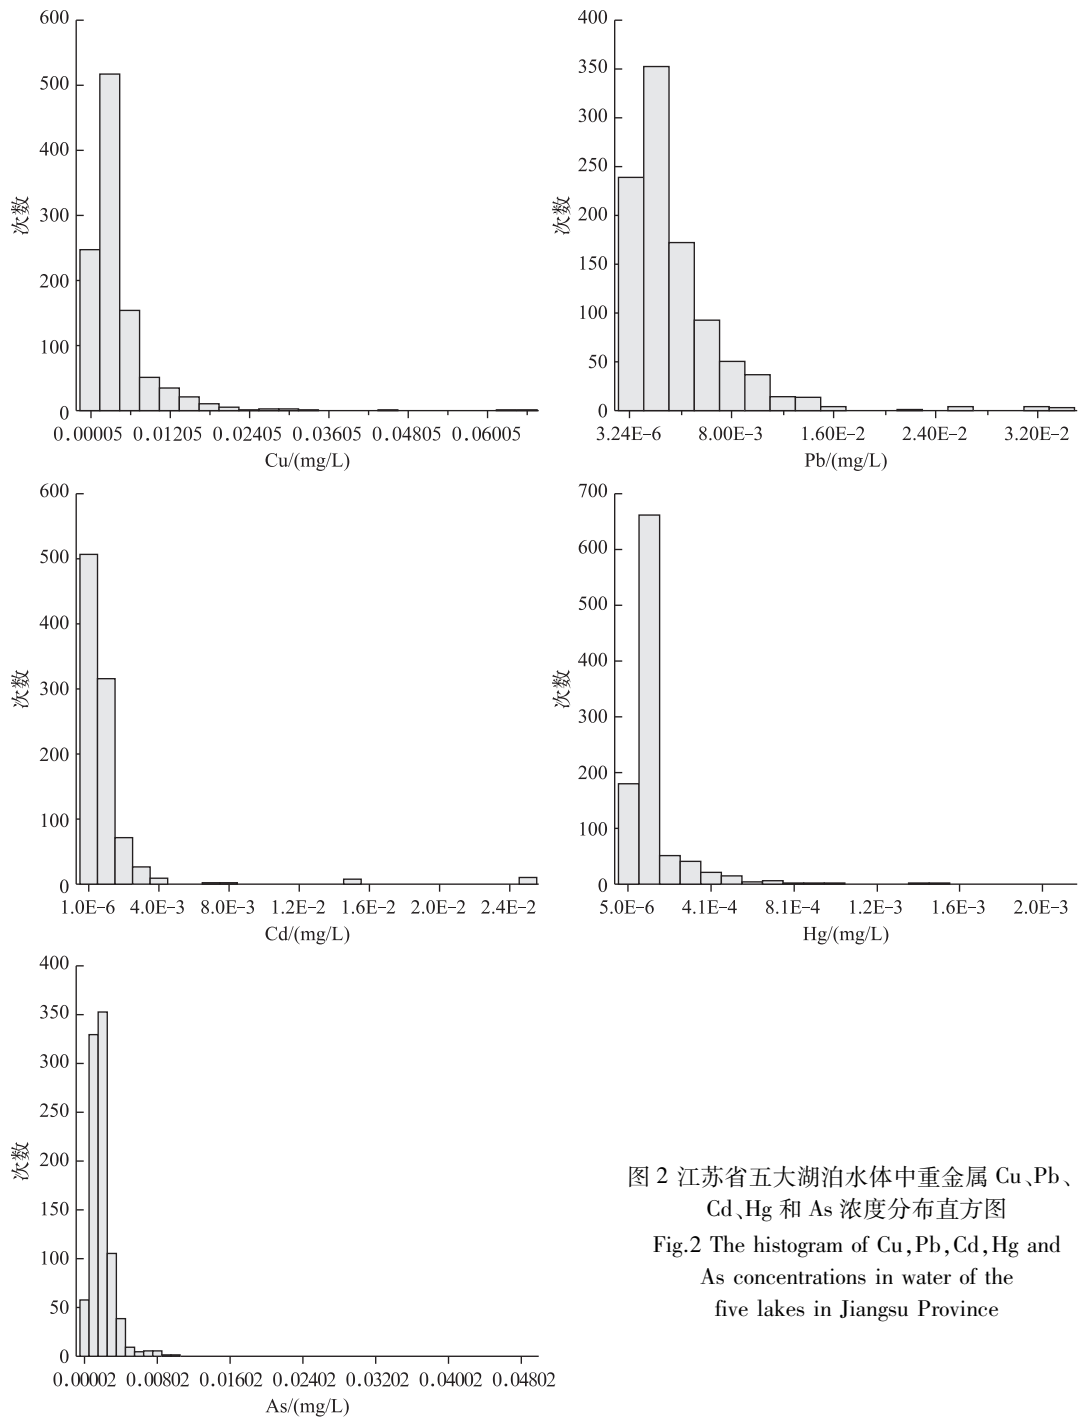 600
500
400
300
200
100
0
次数
0.00005 0.01205 0.02405 0.03605 0.04805 0.06005
Cu/(mg/L)
400
350
300
250
200
150
100
50
0
次数
3.24E-6 8.00E-3 1.60E-2 2.40E-2 3.20E-2
Pb/(mg/L)
600
500
400
300
200
100
0
次数
1.0E-6 4.0E-3 8.0E-3 1.2E-2 1.6E-2 2.0E-2 2.4E-2
Cd/(mg/L)
700
600
500
400
300
200
100
0
次数
5.0E-6 4.1E-4 8.1E-4 1.2E-3 1.6E-3 2.0E-3
Hg/(mg/L)
400
350
300
250
200
150
100
50
0
次数
0.00002 0.00802 0.01602 0.02402 0.03202 0.04002 0.04802
As/(mg/L)
图 2 江苏省五大湖泊水体中重金属 Cu、Pb、
Cd、Hg 和 As 浓度分布直方图
Fig.2 The histogram of Cu,Pb,Cd,Hg and
As concentrations in water of the
five lakes in Jiangsu Province